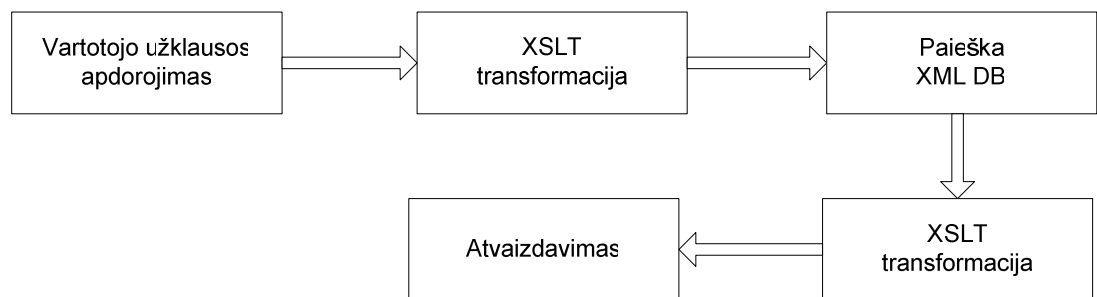 Vartotojo užklausos
apdorojimas
XSLT
transformacija
Paieška
XML DB
XSLT
transformacija
Atvaizdavimas